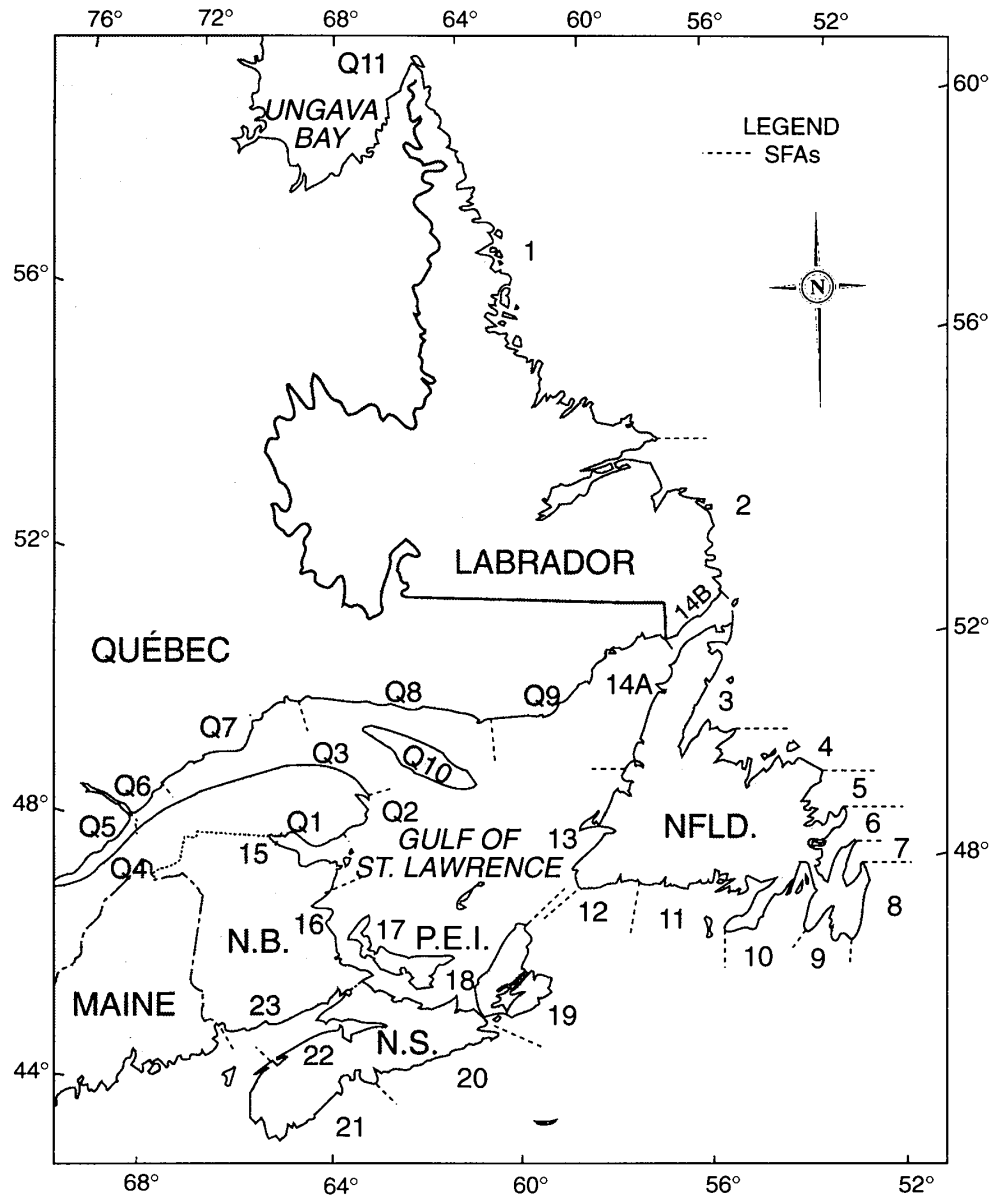 76° 72° 68° 64° 60° 56° 52°
Q11
60°
UNGAVA
BAY
LEGEND
SFAs
1
N
56°
56°
2
52°
LABRADOR
14B
52°
QUÉBEC
14A
3
Q8
Q9
Q7
4
Q3
Q10
Q6
5
48°
Q2
Q5
Q1
GULF OF
ST. LAWRENCE
13
NFLD.
6
7
48°
15
Q4
12
11
8
16
17
P.E.I.
N.B.
10
9
18
MAINE
23
19
N.S.
22
44°
20
21
68° 64° 60° 56° 52°